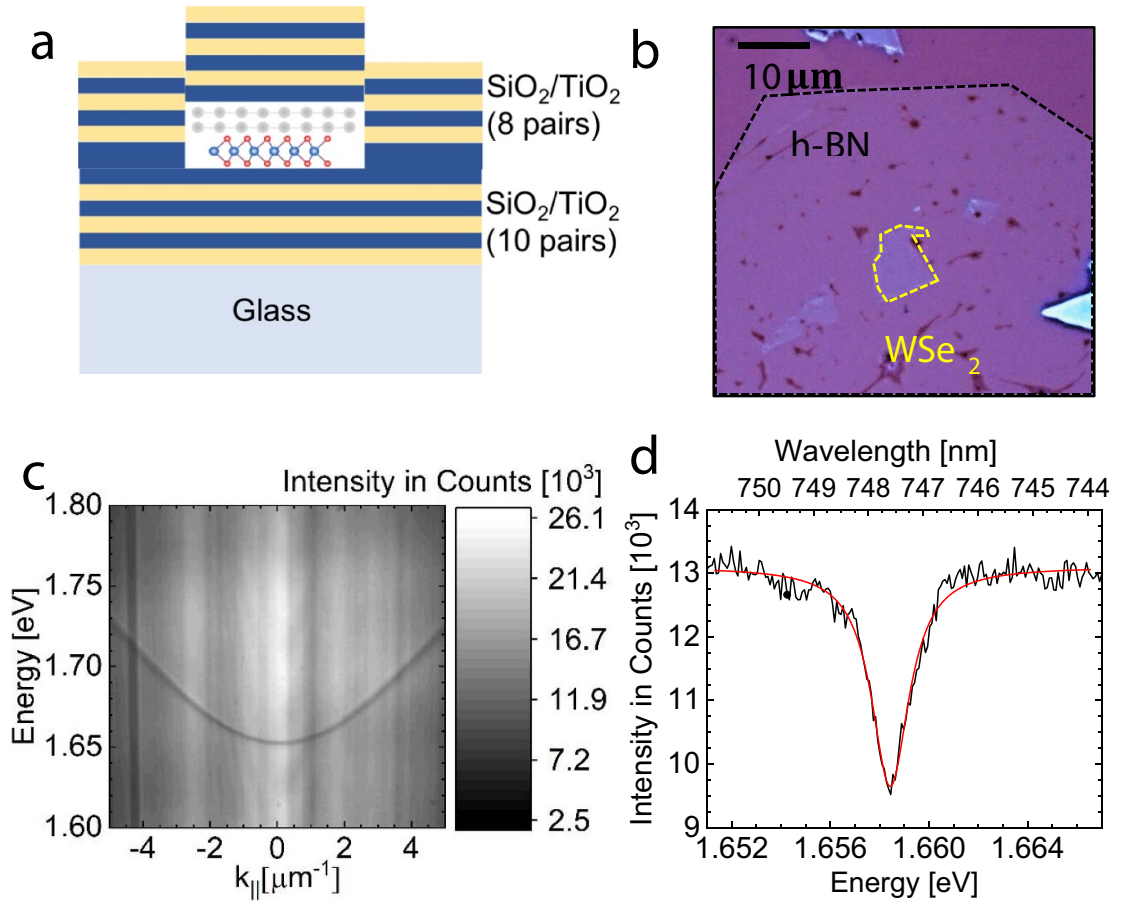 a
SiO2/TiO2
(8 pairs)
SiO2/TiO2
(10 pairs)
Glass
b
10 μm
h-BN
WSe 2
c
Intensity in Counts [10³]
1.80
1.75
1.70
1.65
1.60
Energy [eV]
-4 -2 0 2 4
k||[μm⁻¹]
26.1
21.4
16.7
11.9
7.2
2.5
d
Wavelength [nm]
750 749 748 747 746 745 744
14
13
12
11
10
9
Intensity in Counts [10³]
1.652 1.656 1.660 1.664
Energy [eV]